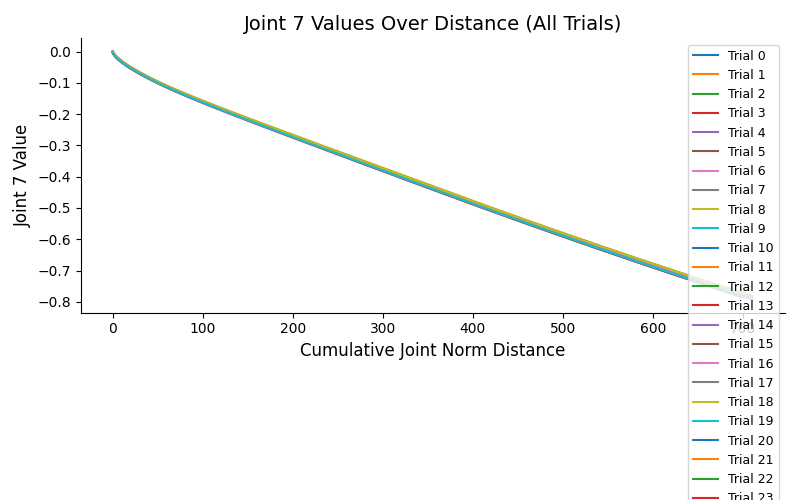 Joint 7 Values Over Distance (All Trials)
0.0
−0.1
−0.2
−0.3
−0.4
−0.5
−0.6
−0.7
−0.8
Joint 7 Value
0 100 200 300 400 500 600 700
Cumulative Joint Norm Distance
Trial 0
Trial 1
Trial 2
Trial 3
Trial 4
Trial 5
Trial 6
Trial 7
Trial 8
Trial 9
Trial 10
Trial 11
Trial 12
Trial 13
Trial 14
Trial 15
Trial 16
Trial 17
Trial 18
Trial 19
Trial 20
Trial 21
Trial 22
Trial 23